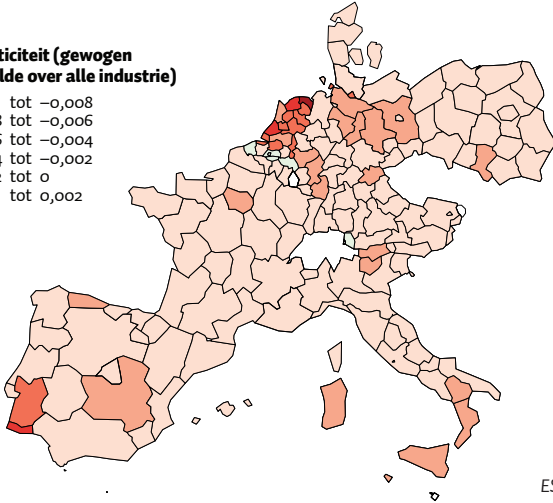 ticiteit (gewogen
lde over alle industrie)
tot −0,008
tot −0,006
tot −0,004
tot −0,002
tot 0
tot 0,002
ES